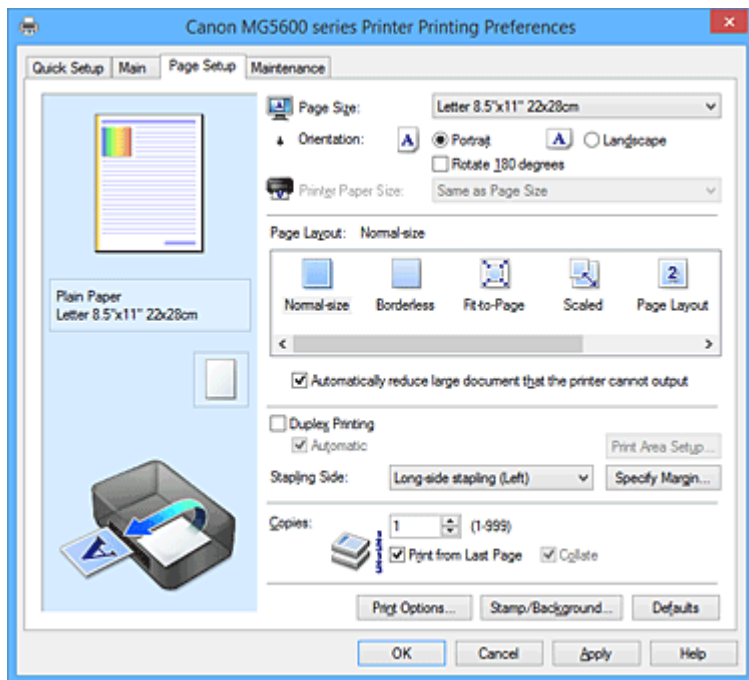 Canon MG5600 series Printer Printing Preferences
Quick Setup Main Page Setup Maintenance
Page Size: Letter 8.5"x11" 22x28cm
Orientation: A Portrait A Landscape
Rotate 180 degrees
Printer Paper Size: Same as Page Size
Page Layout: Normal-size
2
Normal-size Borderless Fit-to-Page Scaled Page Layout
Plain Paper
Letter 8.5"x11" 22x28cm
Automatically reduce large document that the printer cannot output
Duplex Printing
Automatic
Print Area Setup...
Stapling Side: Long-side stapling (Left) Specify Margin...
A
Copies: 1 (1-999)
Print from Last Page Collate
Print Options... Stamp/Background... Defaults
OK Cancel Apply Help